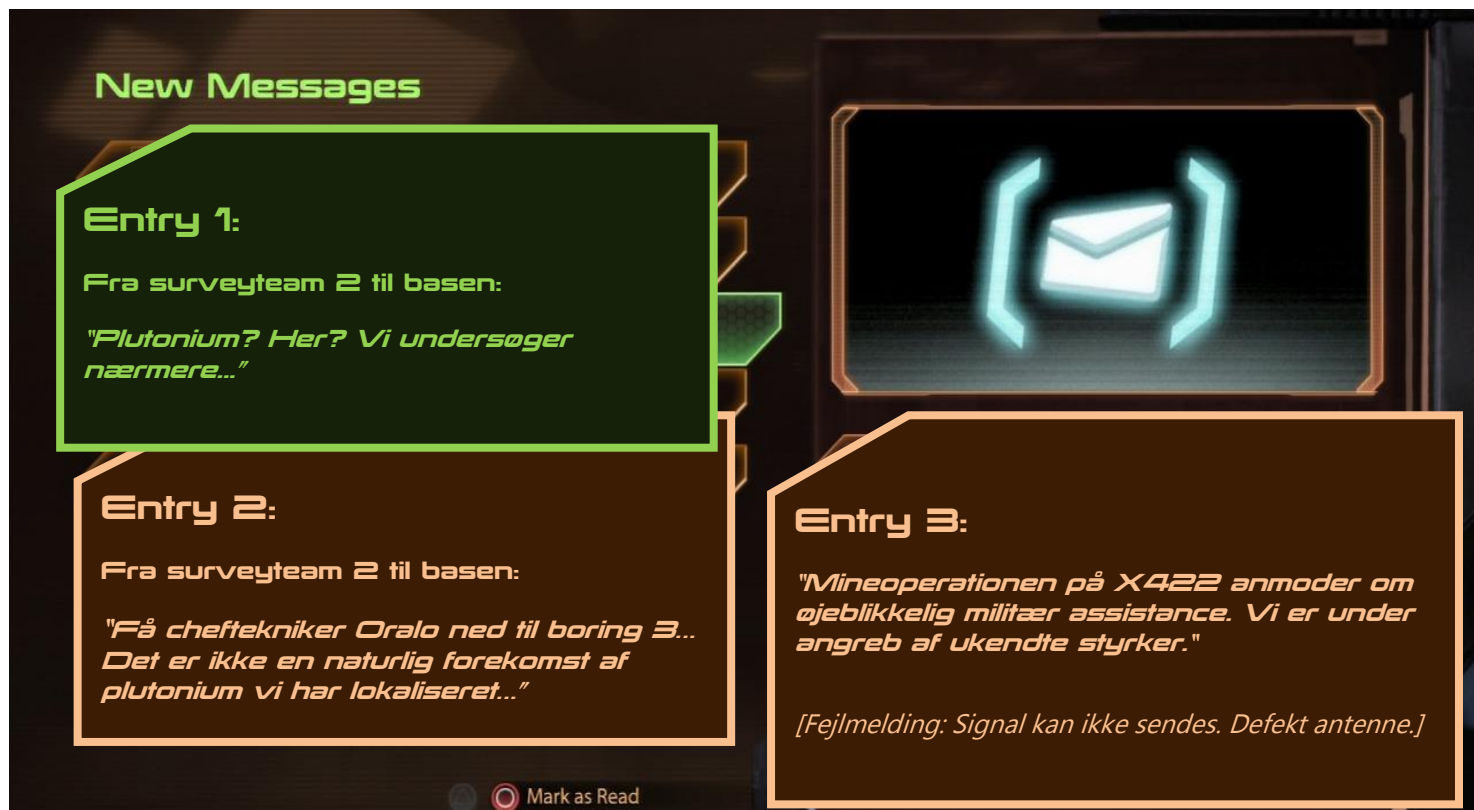 New Messages
Entry 1:
Fra surveyteam 2 til basen:
"Plutonium? Her? Vi undersøger
nærmere..."
Entry 2:
Fra surveyteam 2 til basen:
"Få cheftekniker Oralo ned til boring 3...
Det er ikke en naturlig forekomst af
plutonium vi har lokaliseret..."
Entry 3:
"Mineoperationen på X422 anmoder om
øjeblikkelig militær assistance. Vi er under
angreb af ukendte styrker."
[Fejlmelding: Signal kan ikke sendes. Defekt antenne.]
Mark as Read